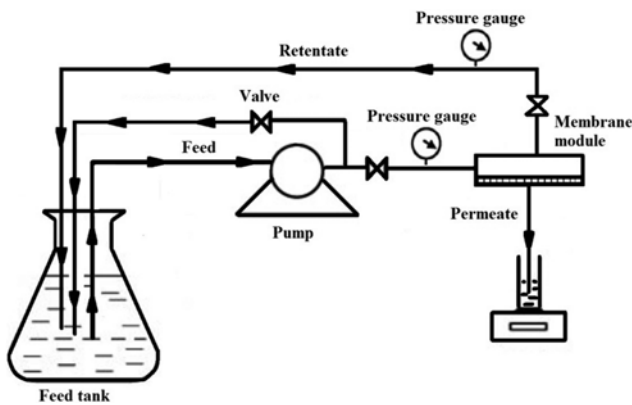 Pressure gauge
Retentate
Valve
Pressure gauge
Feed
Membrane
module
Permeate
Pump
Feed tank